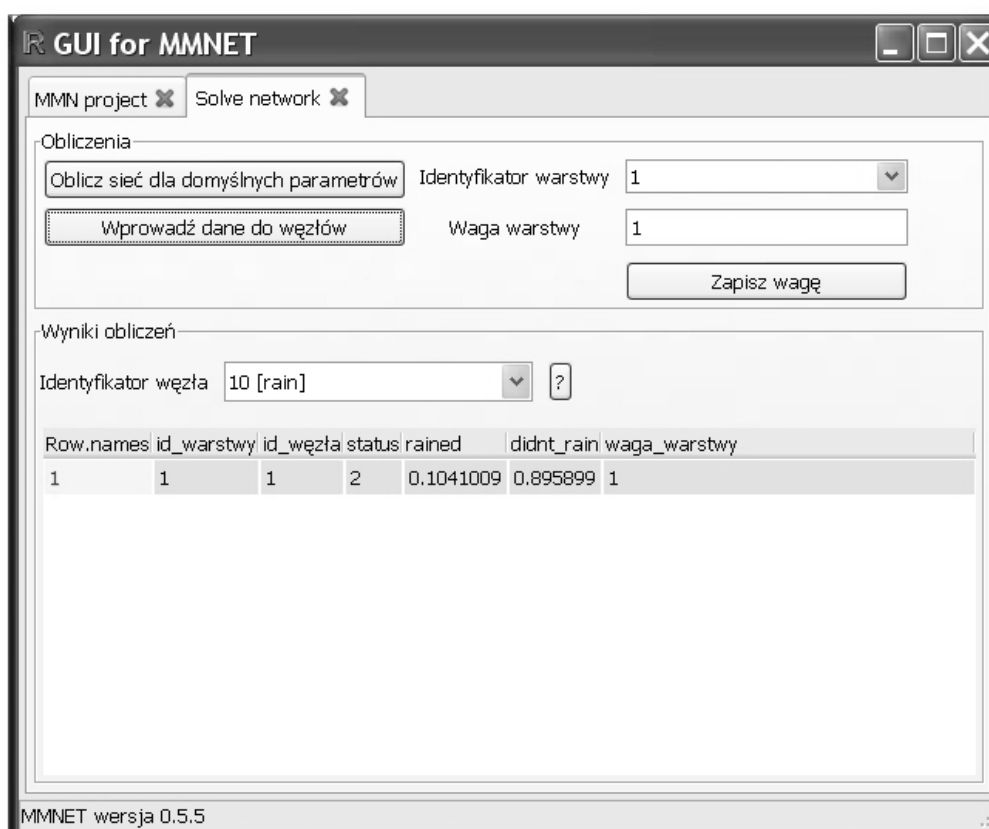 R GUI for MMNET
MMN project Solve network
Obliczenia
Oblicz sieć dla domyślnych parametrów Identyfikator warstwy 1
Wprowadź dane do węzłów Waga warstwy 1
Zapisz wagę
Wyniki obliczeń
Identyfikator węzła 10 [rain] ?
Row.names id_warstwy id_węzła status rained didnt_rain waga_warstwy
1 1 1 2 0.1041009 0.895899 1
MMNET wersja 0.5.5